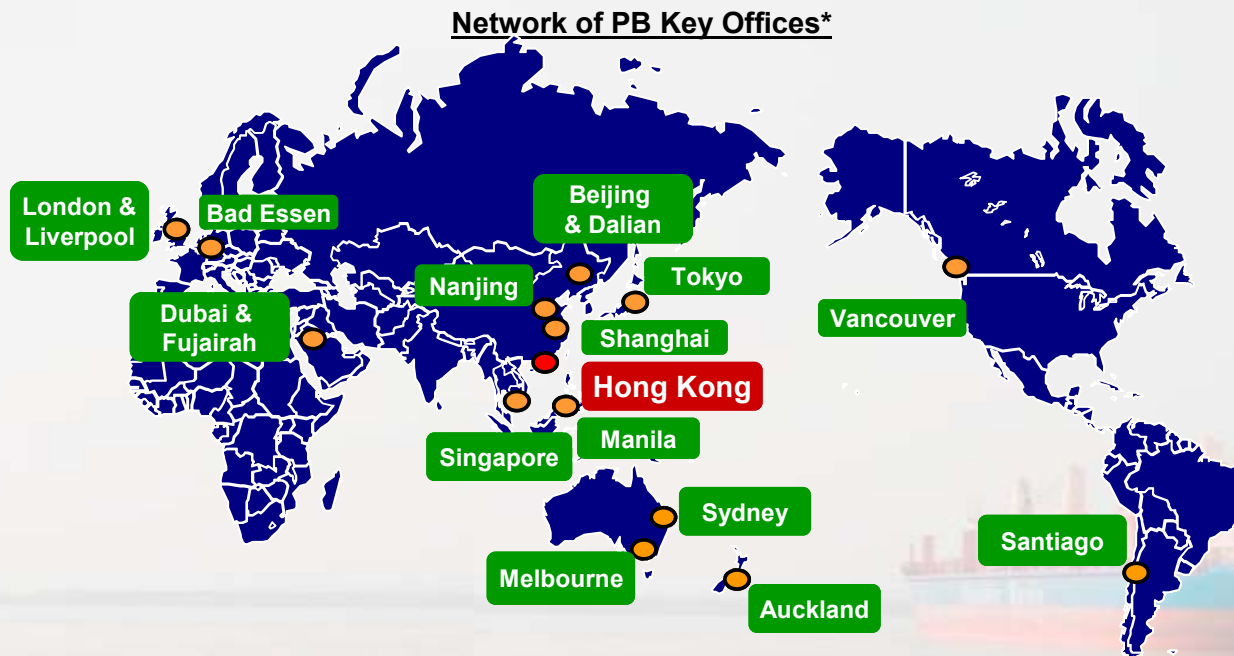 Network of PB Key Offices*
London &
Liverpool
Bad Essen
Beijing
& Dalian
Nanjing
Tokyo
Dubai &
Fujairah
Shanghai
Vancouver
Hong Kong
Manila
Singapore
Sydney
Santiago
Melbourne
Auckland